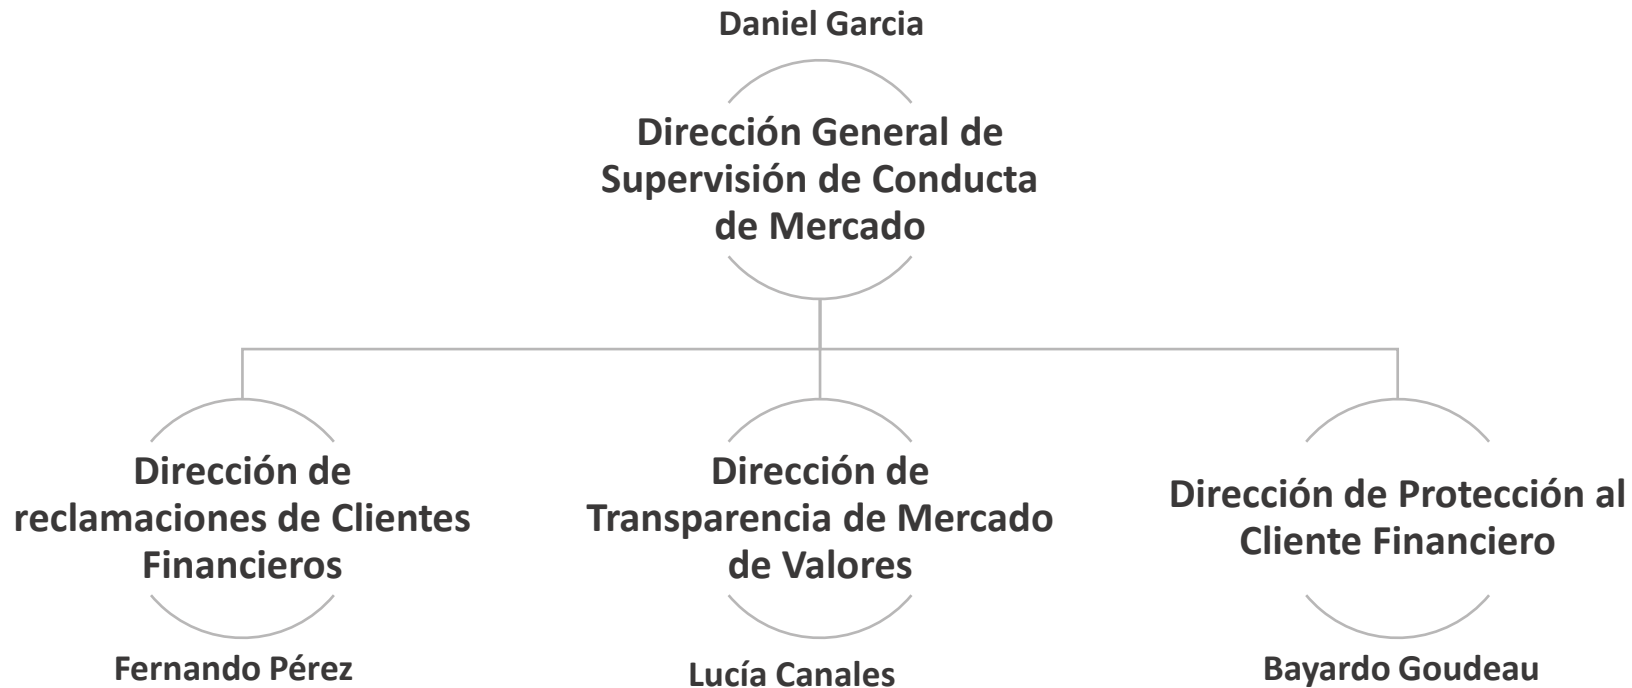 Daniel Garcia
Dirección General de
Supervisión de Conducta
de Mercado
Dirección de
reclamaciones de Clientes
Financieros
Fernando Pérez
Dirección de
Transparencia de Mercado
de Valores
Lucía Canales
Dirección de Protección al
Cliente Financiero
Bayardo Goudeau